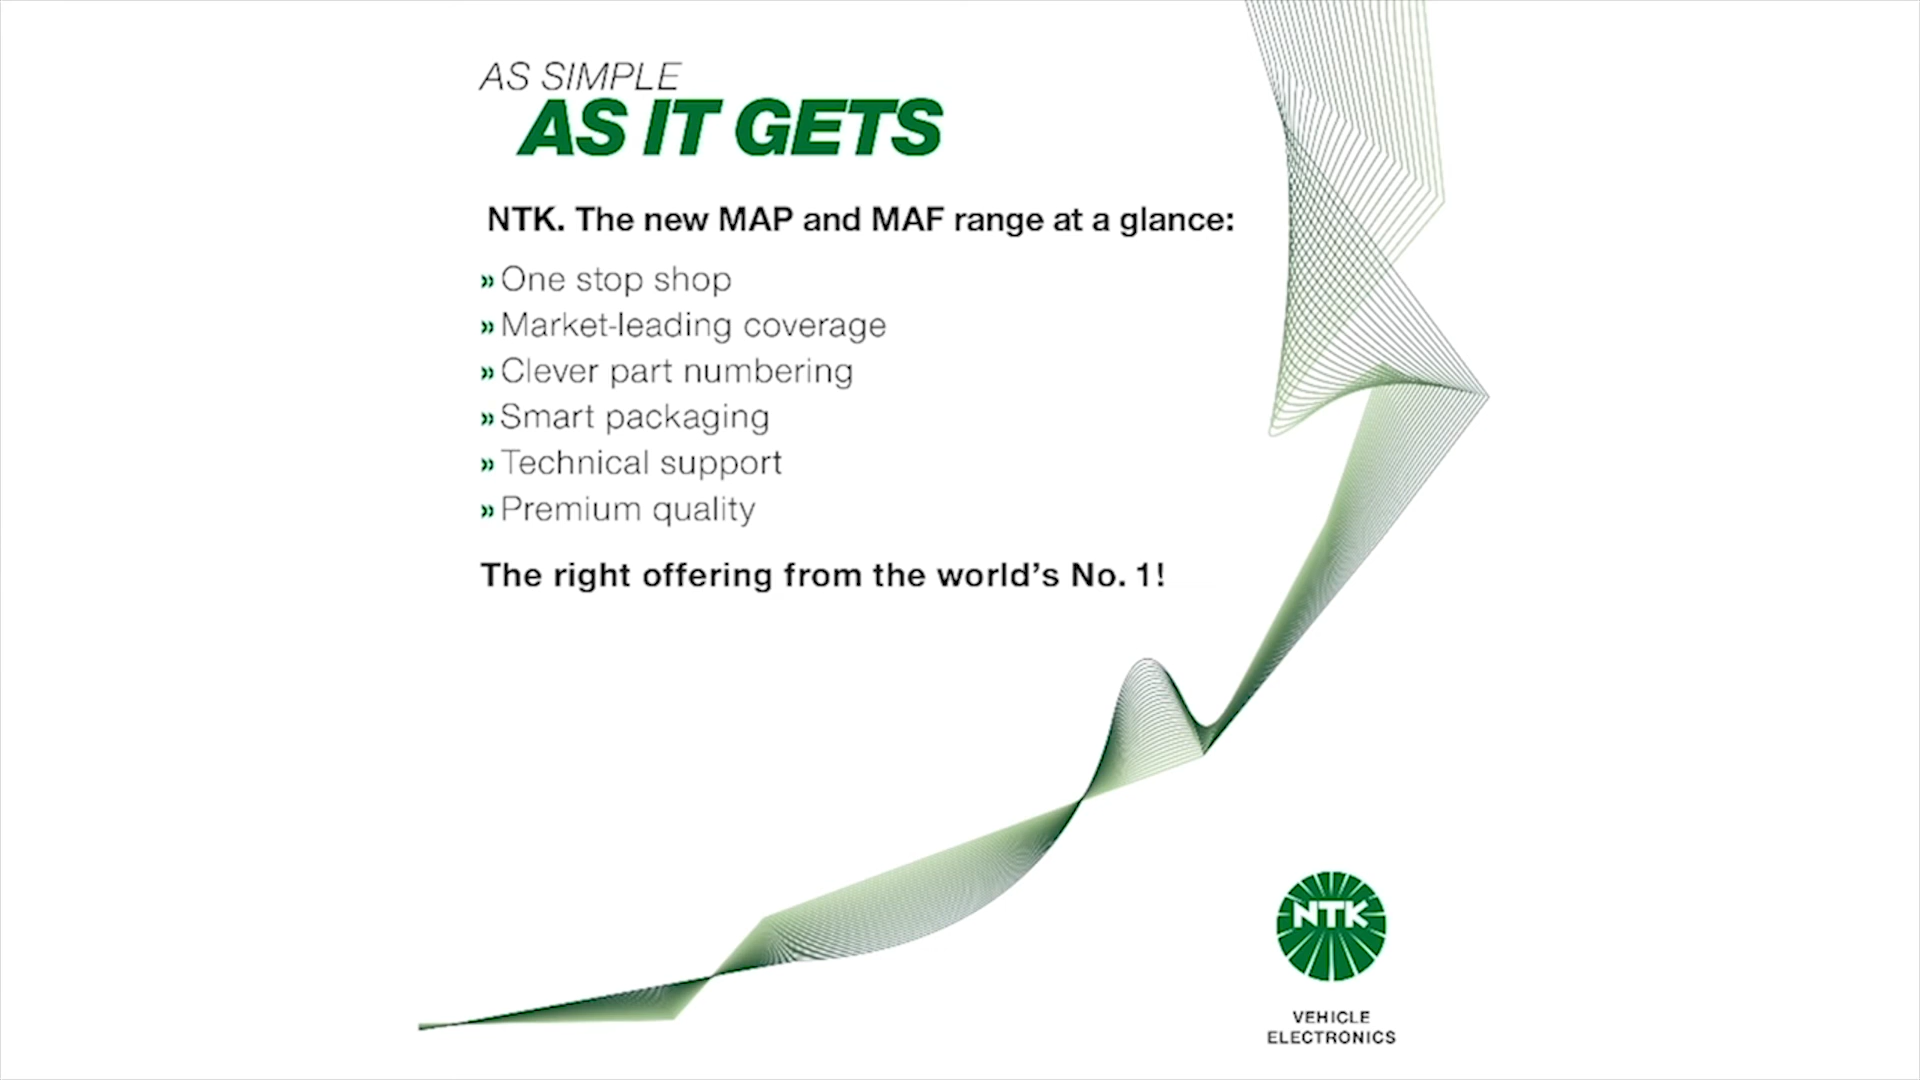 AS SIMPLE
AS IT GETS
NTK. The new MAP and MAF range at a glance:
» One stop shop
» Market-leading coverage
» Clever part numbering
» Smart packaging
» Technical support
» Premium quality
The right offering from the world’s No. 1!
NTK
VEHICLE
ELECTRONICS